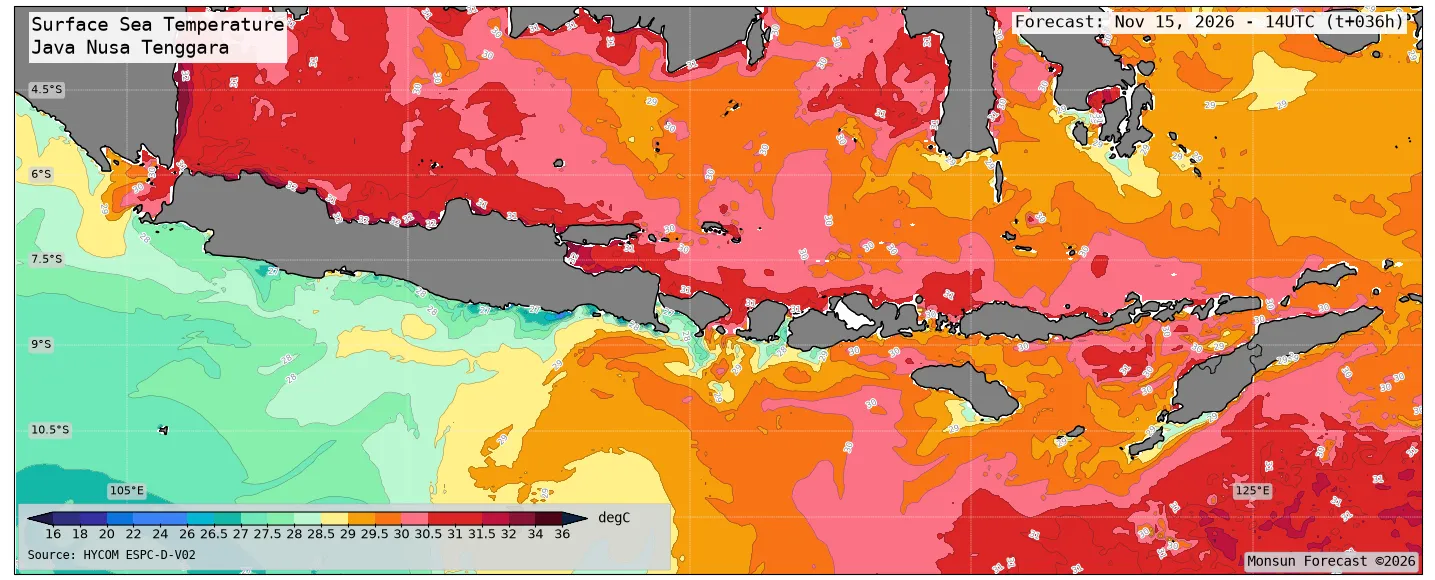 Surface Sea Temperature
Java Nusa Tenggara
Forecast: Nov 15, 2026 - 14UTC (t+036h)
4.5°S
6°S
7.5°S
9°S
10.5°S
105°E
125°E
degC
16 18 20 22 24 26 26.5 27 27.5 28 28.5 29 29.5 30 30.5 31 31.5 32 34 36
Source: HYCOM ESPC-D-V02
Monsun Forecast ©2026